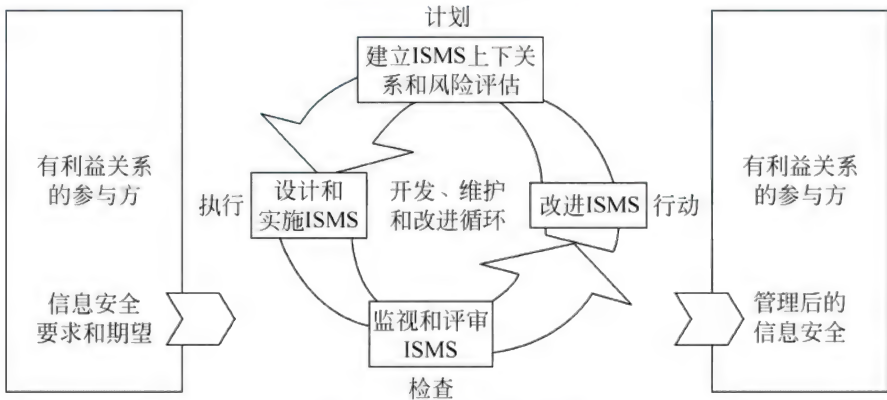 计划
建立ISMS上下关
系和风险评估
有利益关系
的参与方
执行
设计和
实施ISMS
开发、维护
和改进循环
改进ISMS
行动
有利益关系
的参与方
信息安全
要求和期望
监视和评审
ISMS
检查
管理后的
信息安全